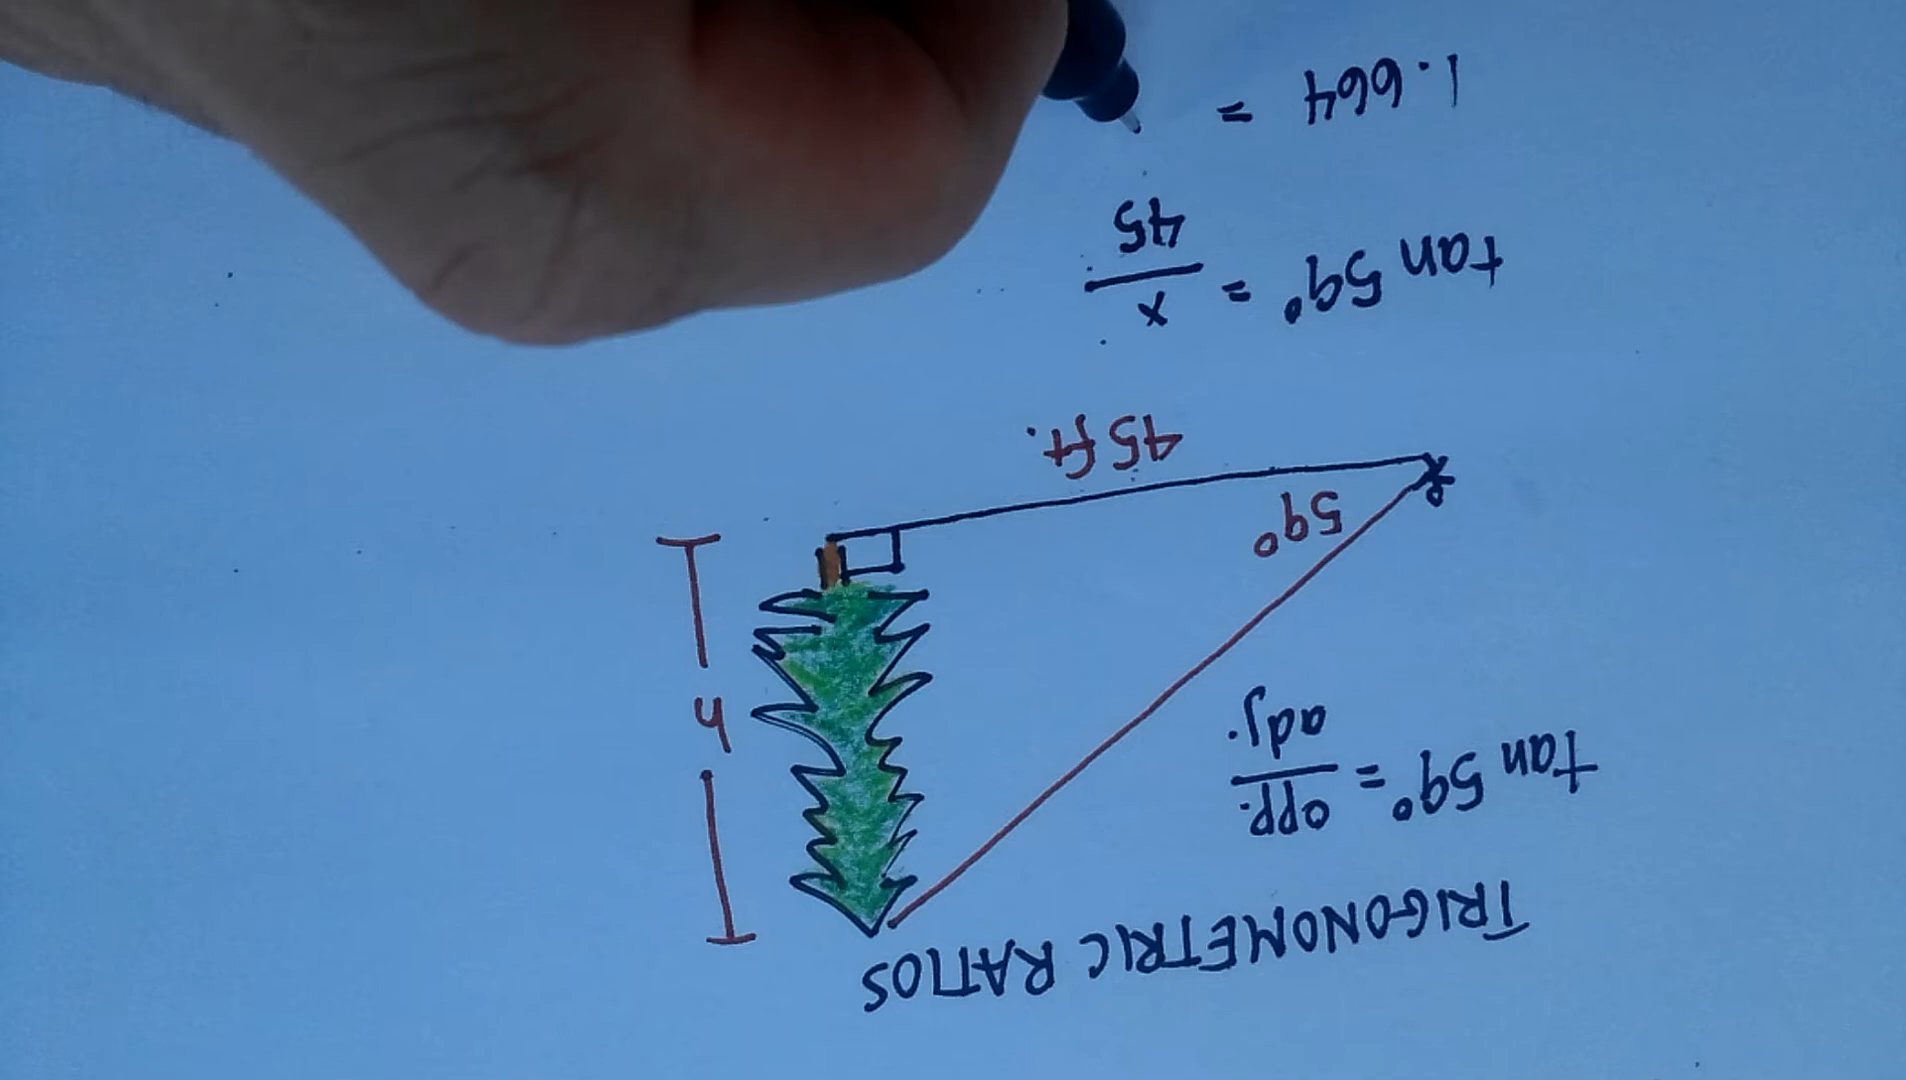 TRIGONOMETRIC RATIOS
tan 59° = opp. / adj.
h
59°
45 ft.
tan 59° = x / 45
1.664 =